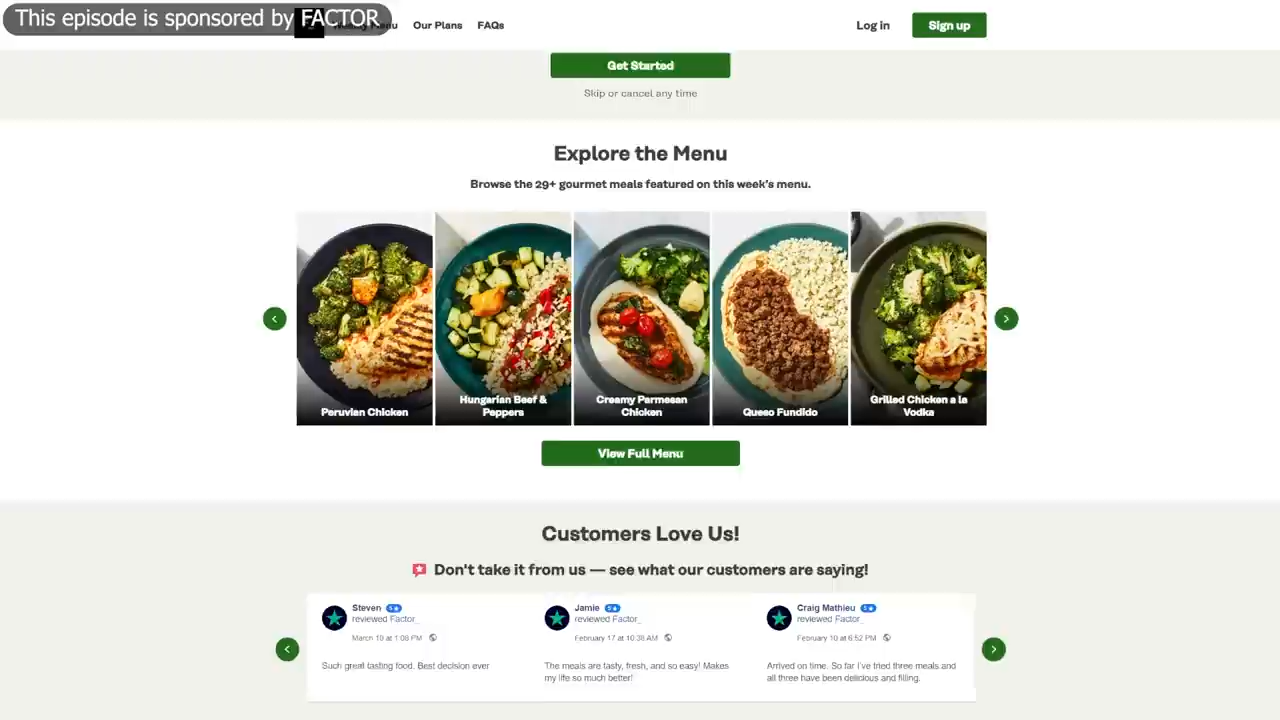 This episode is sponsored by FACTOR
Our Plans
FAQs
Log in
Sign up
Get Started
Skip or cancel any time
Explore the Menu
Browse the 29+ gourmet meals featured on this week's menu.
Peruvian Chicken
Hungarian Beef &
Peppers
Creamy Parmesan
Chicken
Queso Fundido
Grilled Chicken a la
Vodka
View Full Menu
Customers Love Us!
Don't take it from us — see what our customers are saying!
Steven 5
reviewed Factor_
March 19 at 1:08 PM
Such great tasting food. Best decision ever
Jamie 5
reviewed Factor_
February 17 at 10:38 AM
The meals are tasty, fresh, and so easy! Makes
my life so much better!
Craig Mathieu 5
reviewed Factor_
February 10 at 6:52 PM
Arrived on time. So far I've tried three meals and
all three have been delicious and filling.